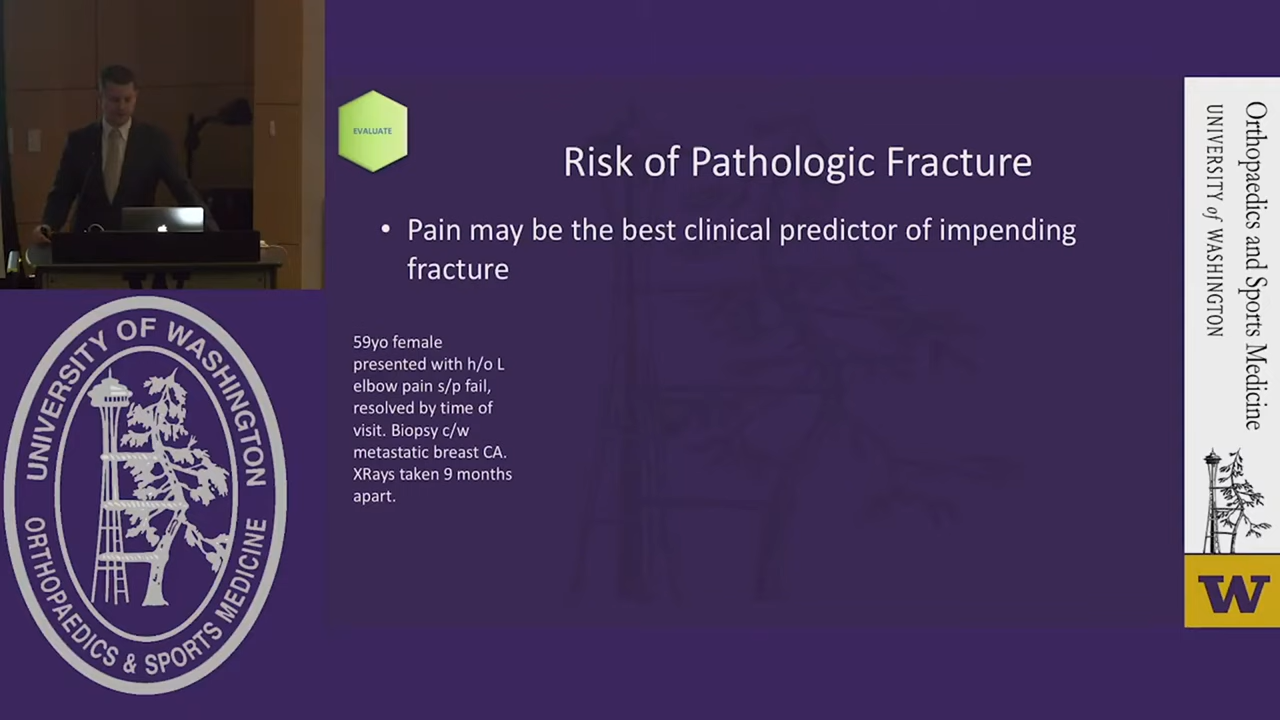 EVALUATE
Risk of Pathologic Fracture
• Pain may be the best clinical predictor of impending
fracture
59yo female
presented with h/o L
elbow pain s/p fail,
resolved by time of
visit. Biopsy c/w
metastatic breast CA.
XRays taken 9 months
apart.
UNIVERSITY OF WASHINGTON
ORTHOPAEDICS & SPORTS MEDICINE
Orthopaedics and Sports Medicine
UNIVERSITY of WASHINGTON
W